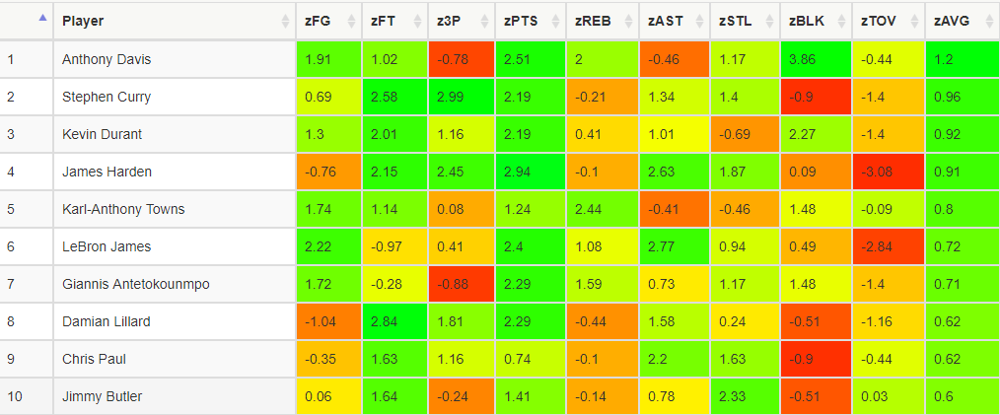 Player zFG zFT z3P zPTS zREB zAST zSTL zBLK zTOV zAVG
1 Anthony Davis 1.91 1.02 -0.78 2.51 2 -0.46 1.17 3.86 -0.44 1.2
2 Stephen Curry 0.69 2.58 2.99 2.19 -0.21 1.34 1.4 -0.9 -1.4 0.96
3 Kevin Durant 1.3 2.01 1.16 2.19 0.41 1.01 -0.69 2.27 -1.4 0.92
4 James Harden -0.76 2.15 2.45 2.94 -0.1 2.63 1.87 0.09 -3.08 0.91
5 Karl-Anthony Towns 1.74 1.14 0.08 1.24 2.44 -0.41 -0.46 1.48 -0.09 0.8
6 LeBron James 2.22 -0.97 0.41 2.4 1.08 2.77 0.94 0.49 -2.84 0.72
7 Giannis Antetokounmpo 1.72 -0.28 -0.88 2.29 1.59 0.73 1.17 1.48 -1.4 0.71
8 Damian Lillard -1.04 2.84 1.81 2.29 -0.44 1.58 0.24 -0.51 -1.16 0.62
9 Chris Paul -0.35 1.63 1.16 0.74 -0.1 2.2 1.63 -0.9 -0.44 0.62
10 Jimmy Butler 0.06 1.64 -0.24 1.41 -0.14 0.78 2.33 -0.51 0.03 0.6